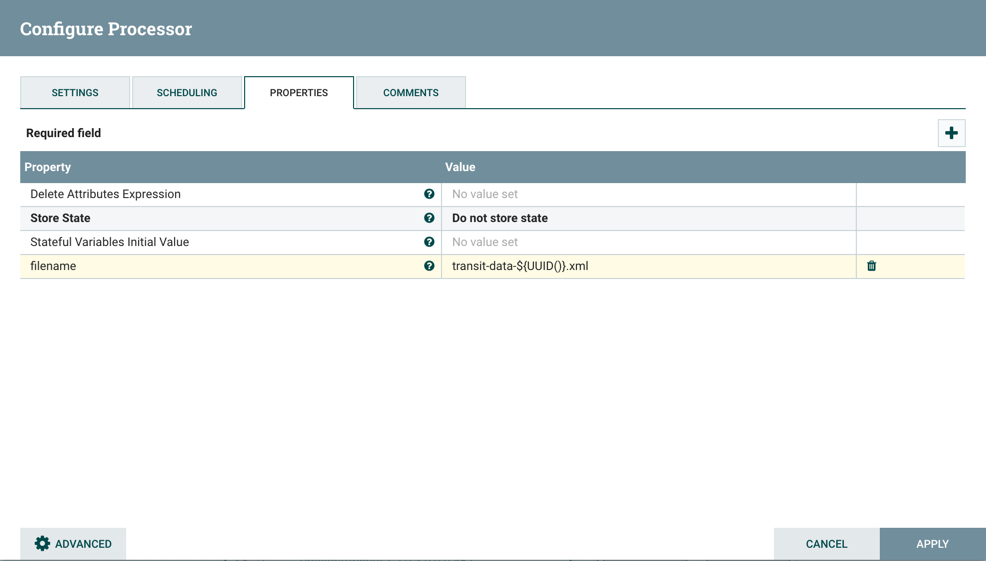 Configure Processor
SETTINGS SCHEDULING PROPERTIES COMMENTS
Required field
Property Value
Delete Attributes Expression No value set
Store State Do not store state
Stateful Variables Initial Value No value set
filename transit-data-${UUID()}.xml
ADVANCED CANCEL APPLY